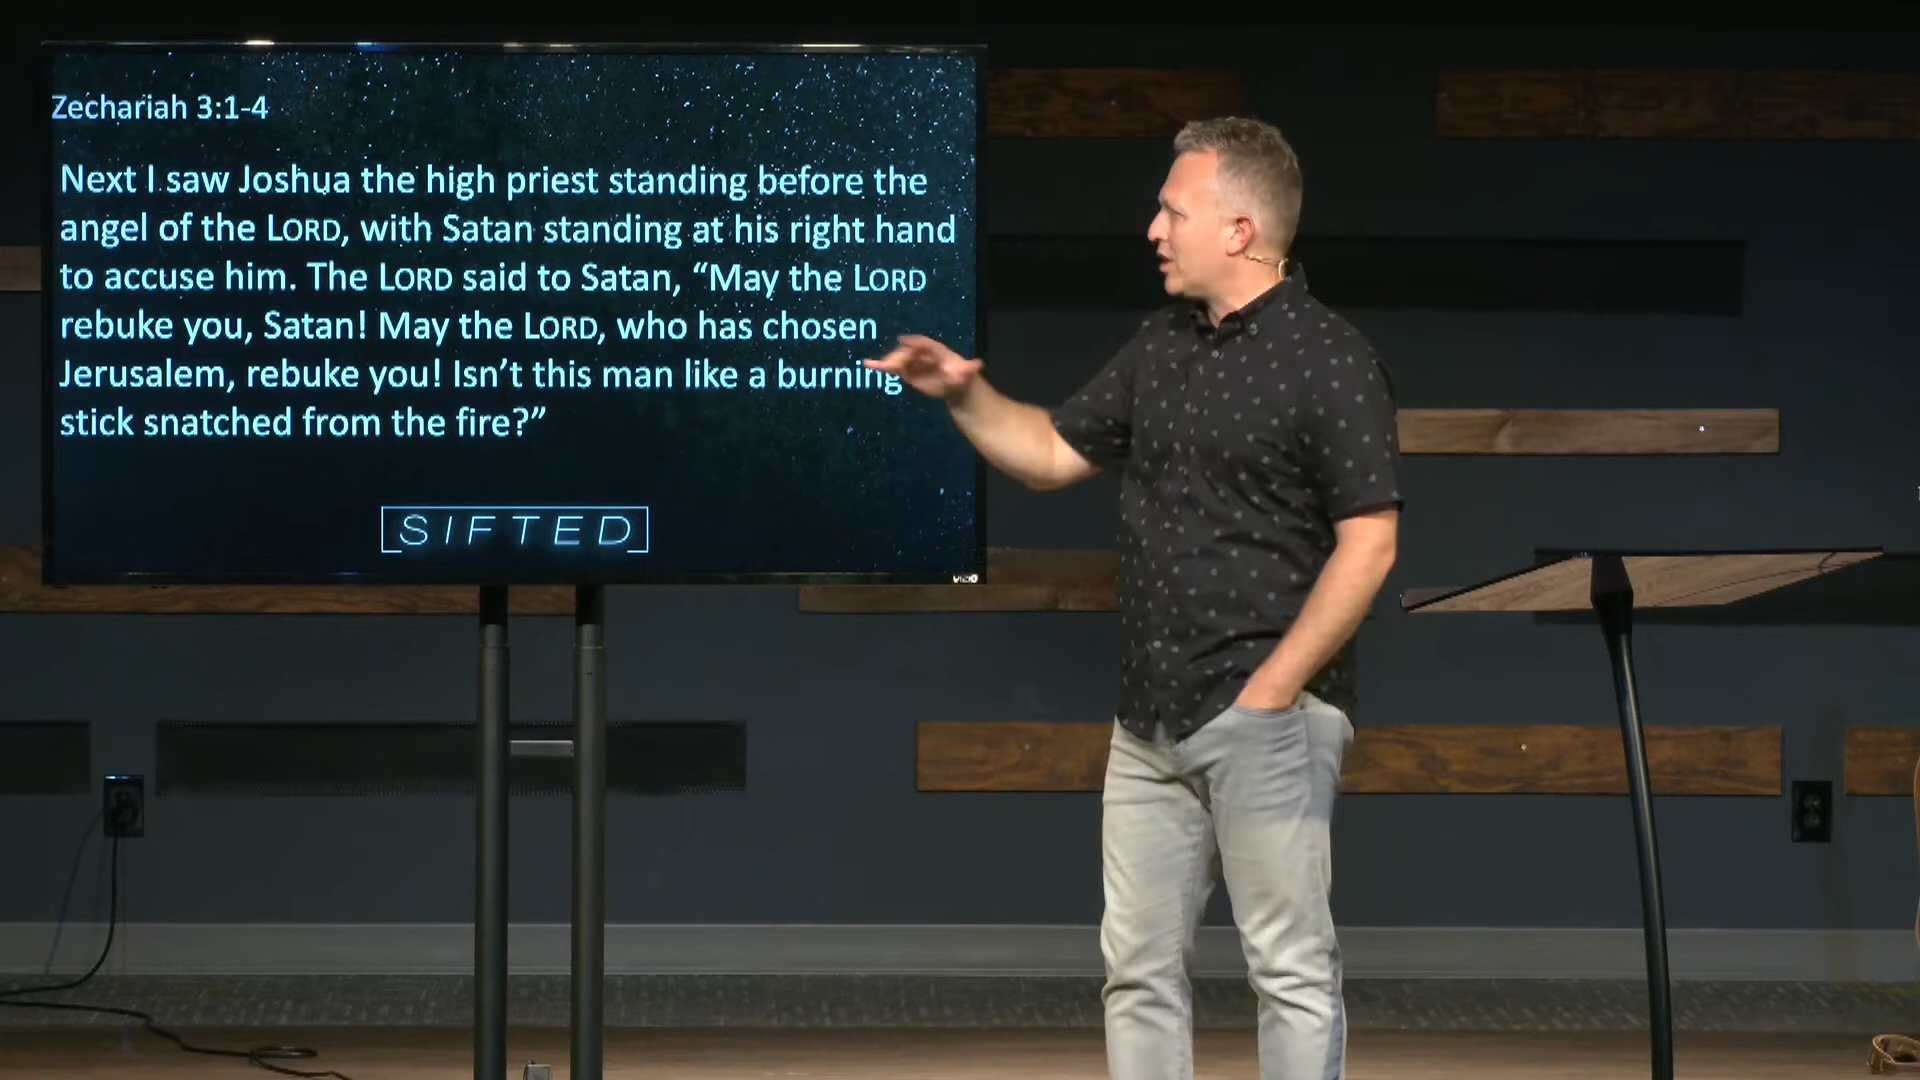 Zechariah 3:1-4
Next I saw Joshua the high priest standing before the
angel of the LORD, with Satan standing at his right hand
to accuse him. The LORD said to Satan, “May the LORD
rebuke you, Satan! May the LORD, who has chosen
Jerusalem, rebuke you! Isn’t this man like a burning
stick snatched from the fire?”
SIFTED
VIZIO